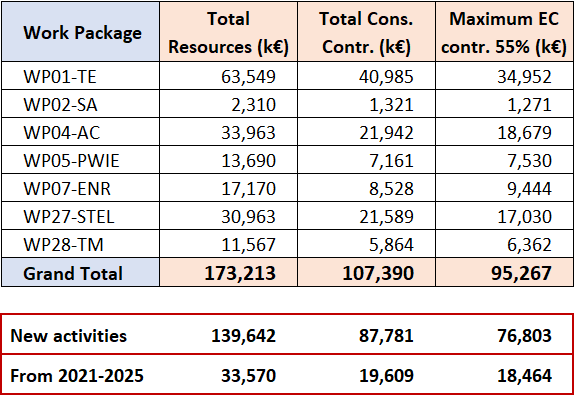 Work Package Total Resources (k€) Total Cons. Contr. (k€) Maximum EC contr. 55% (k€)
WP01-TE 63,549 40,985 34,952
WP02-SA 2,310 1,321 1,271
WP04-AC 33,963 21,942 18,679
WP05-PWIE 13,690 7,161 7,530
WP07-ENR 17,170 8,528 9,444
WP27-STEL 30,963 21,589 17,030
WP28-TM 11,567 5,864 6,362
Grand Total 173,213 107,390 95,267
New activities 139,642 87,781 76,803
From 2021-2025 33,570 19,609 18,464